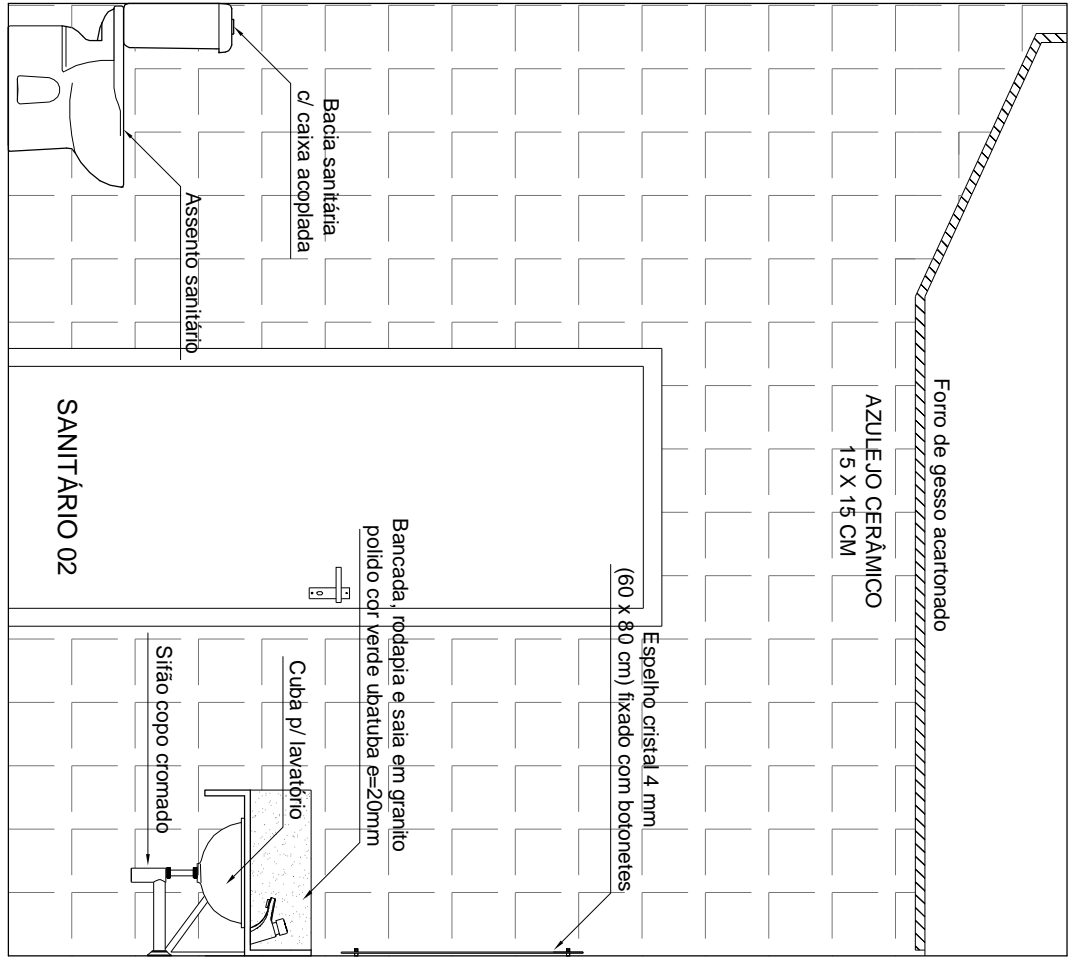 Forro de gesso acartonado
AZULEJO CERÂMICO
15 X 15 CM
Espelho cristal 4 mm
(60 x 80 cm) fixado com botonetes
Bancada, rodapia e saia em granito
polido cor verde ubatuba e=20mm
Bacia sanitária
c/ caixa acoplada
Cuba p/ lavatório
Assento sanitário
Sifão copo cromado
SANITÁRIO 02